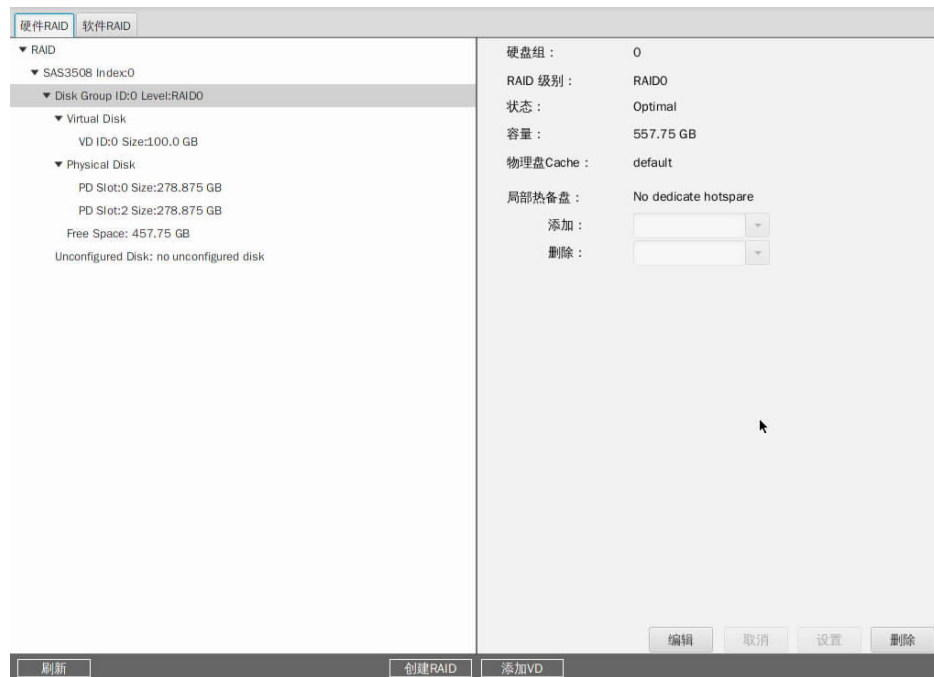 硬件RAID 软件RAID
RAID
SAS3508 Index:0
Disk Group ID:0 Level:RAID0
Virtual Disk
VD ID:0 Size:100.0 GB
Physical Disk
PD Slot:0 Size:278.875 GB
PD Slot:2 Size:278.875 GB
Free Space: 457.75 GB
Unconfigured Disk: no unconfigured disk
硬盘组： 0
RAID 级别： RAID0
状态： Optimal
容量： 557.75 GB
物理盘Cache： default
局部热备盘： No dedicate hotspare
添加：
删除：
编辑 取消 设置 删除
刷新 创建RAID 添加VD